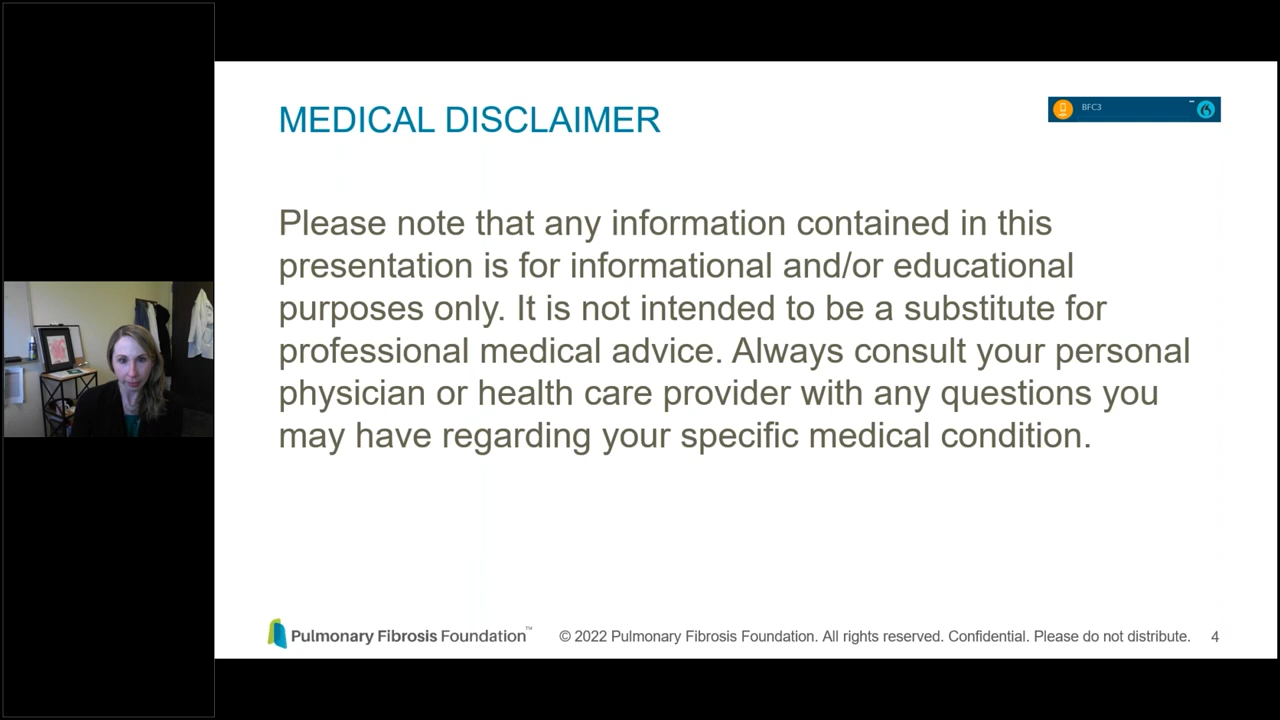 MEDICAL DISCLAIMER
BFC3
Please note that any information contained in this
presentation is for informational and/or educational
purposes only. It is not intended to be a substitute for
professional medical advice. Always consult your personal
physician or health care provider with any questions you
may have regarding your specific medical condition.
Pulmonary Fibrosis Foundation™ © 2022 Pulmonary Fibrosis Foundation. All rights reserved. Confidential. Please do not distribute. 4